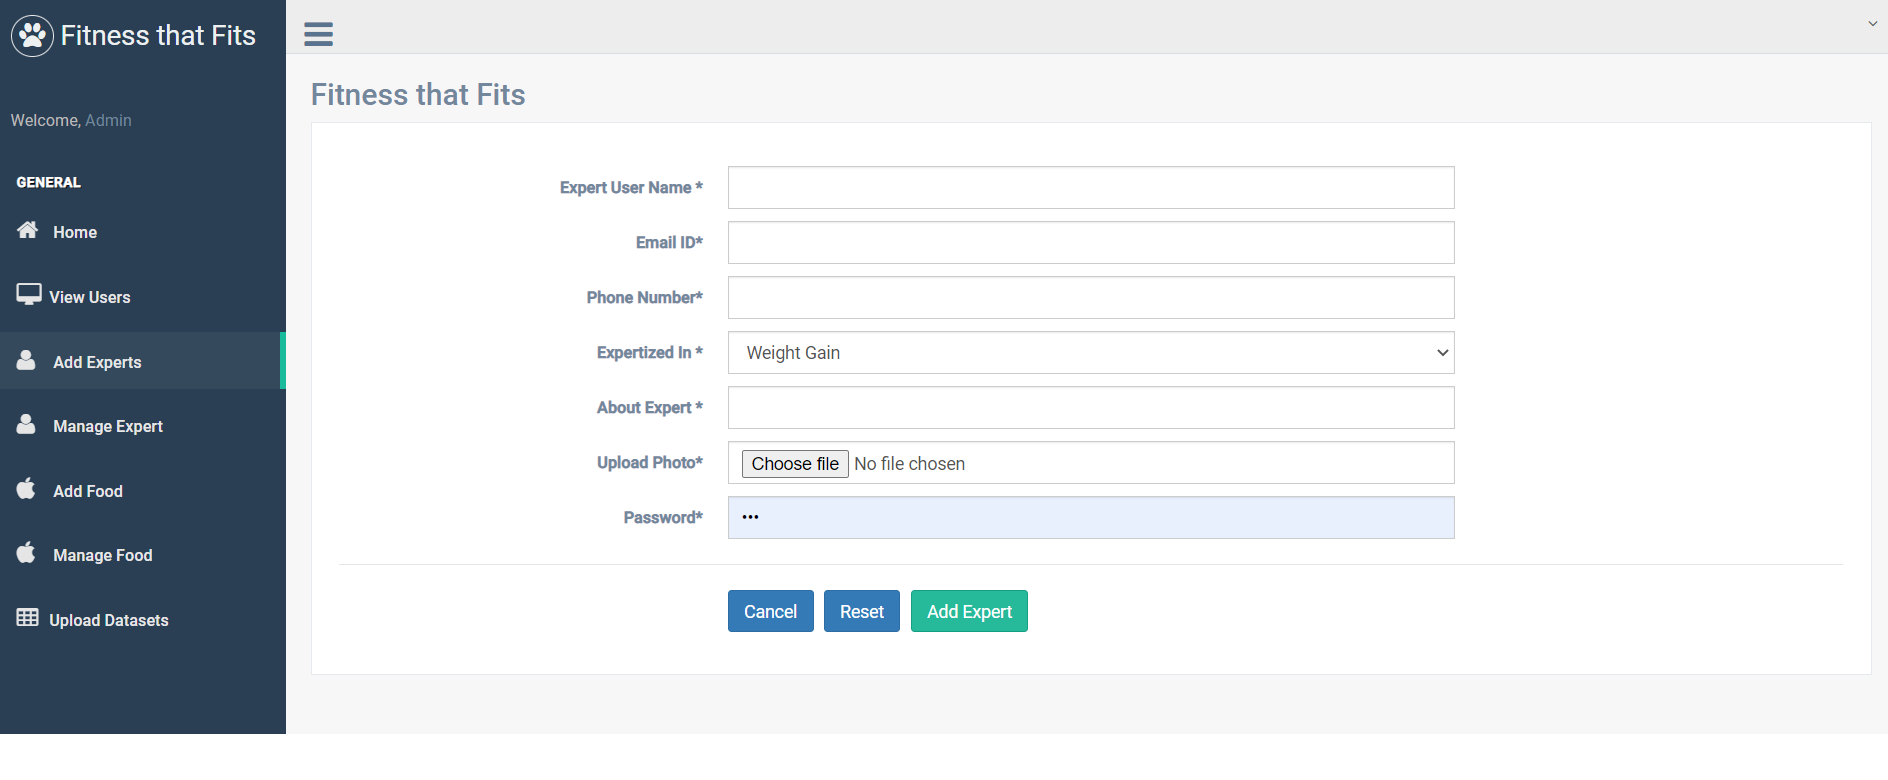 Fitness that Fits
Welcome, Admin
GENERAL
Home
View Users
Add Experts
Manage Expert
Add Food
Manage Food
Upload Datasets
Fitness that Fits
Expert User Name *
Email ID*
Phone Number*
Expertized In * Weight Gain
About Expert *
Upload Photo* Choose file No file chosen
Password* •••
Cancel Reset Add Expert